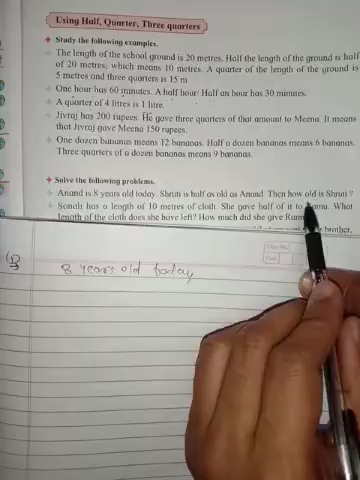 Using Half, Quarter, Three quarters
Study the following examples.
The length of the school ground is 20 metres. Half the length of the ground is half
of 20 metres, which means 10 metres. A quarter of the length of the ground is
5 metres and three quarters is 15 m
One hour has 60 minutes. A half hour/ Half an hour has 30 minutes.
A quarter of 4 litres is 1 litre.
Jivraj has 200 rupees. He gave three quarters of that amount to Meena. It means
that Jivraj gave Meena 150 rupees.
One dozen bananas means 12 bananas. Half a dozen bananas means 6 bananas.
Three quarters of a dozen bananas means 9 bananas.
Solve the following problems.
Anand is 8 years old today. Shruti is half as old as Anand. Then how old is Shruti ?
Sonali has a length of 10 metres of cloth. She gave half of it to Ramu. What
length of the cloth does she have left? How much did she give Ramu
brother.
Page No.
Date
8 years old today